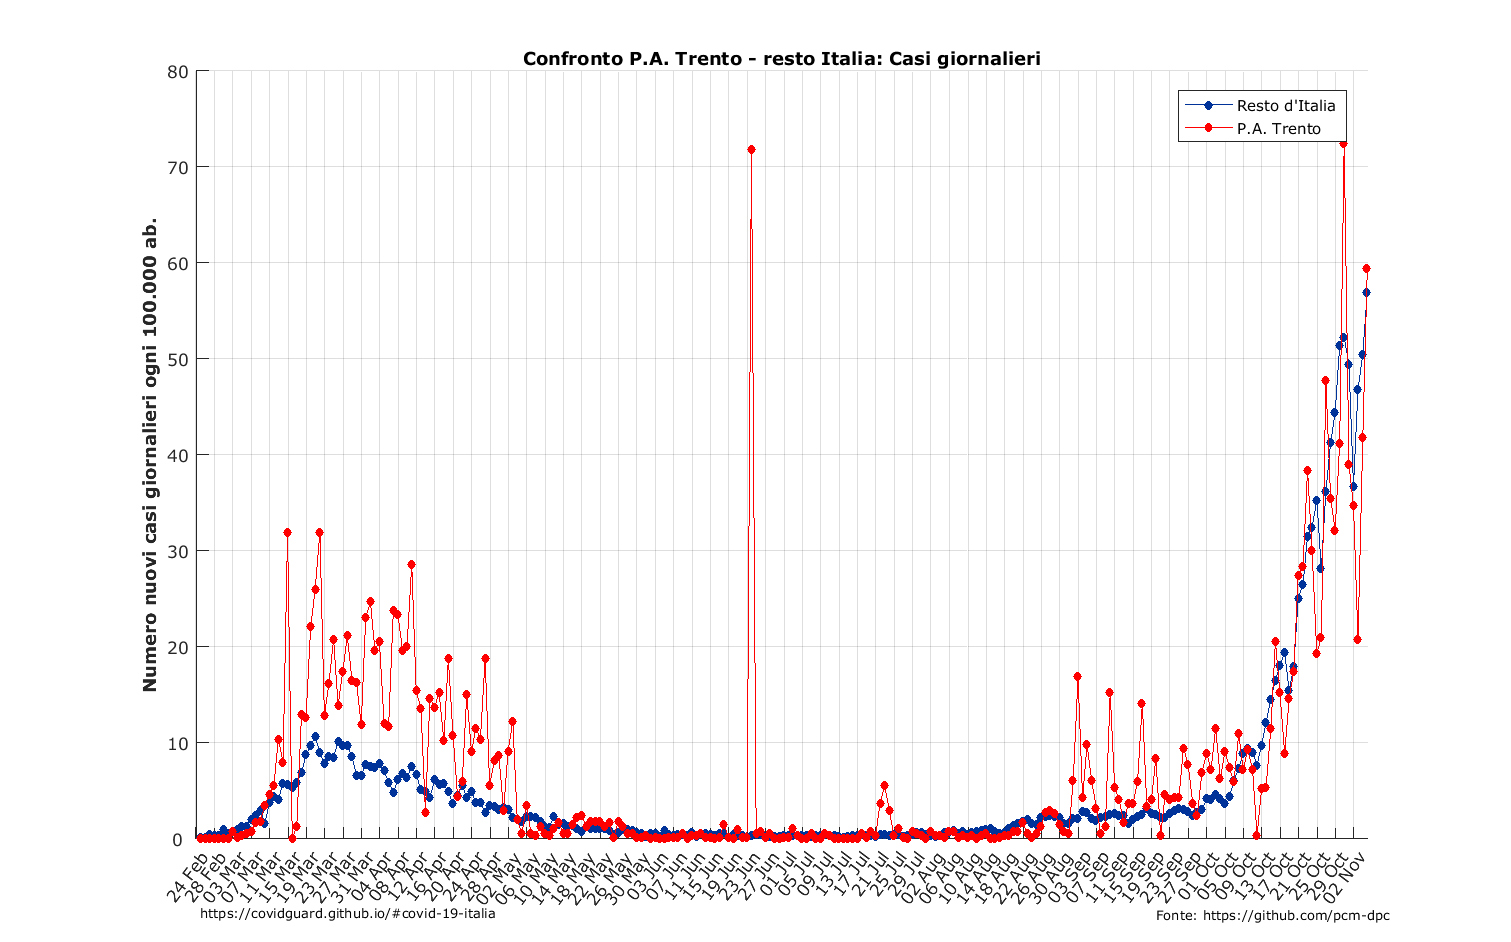 Confronto P.A. Trento - resto Italia: Casi giornalieri
Numero nuovi casi giornalieri ogni 100.000 ab.
80
70
60
50
40
30
20
10
0
Resto d'Italia
P.A. Trento
24 Feb
28 Feb
03 Mar
07 Mar
11 Mar
15 Mar
19 Mar
23 Mar
27 Mar
31 Mar
04 Apr
08 Apr
12 Apr
16 Apr
20 Apr
24 Apr
28 Apr
02 May
06 May
10 May
14 May
18 May
22 May
26 May
30 May
03 Jun
07 Jun
11 Jun
15 Jun
19 Jun
23 Jun
27 Jun
01 Jul
05 Jul
09 Jul
13 Jul
17 Jul
21 Jul
25 Jul
29 Jul
02 Aug
06 Aug
10 Aug
14 Aug
18 Aug
22 Aug
26 Aug
30 Aug
03 Sep
07 Sep
11 Sep
15 Sep
19 Sep
23 Sep
27 Sep
01 Oct
05 Oct
09 Oct
13 Oct
17 Oct
21 Oct
25 Oct
29 Oct
02 Nov
https://covidguard.github.io/#covid-19-italia
Fonte: https://github.com/pcm-dpc